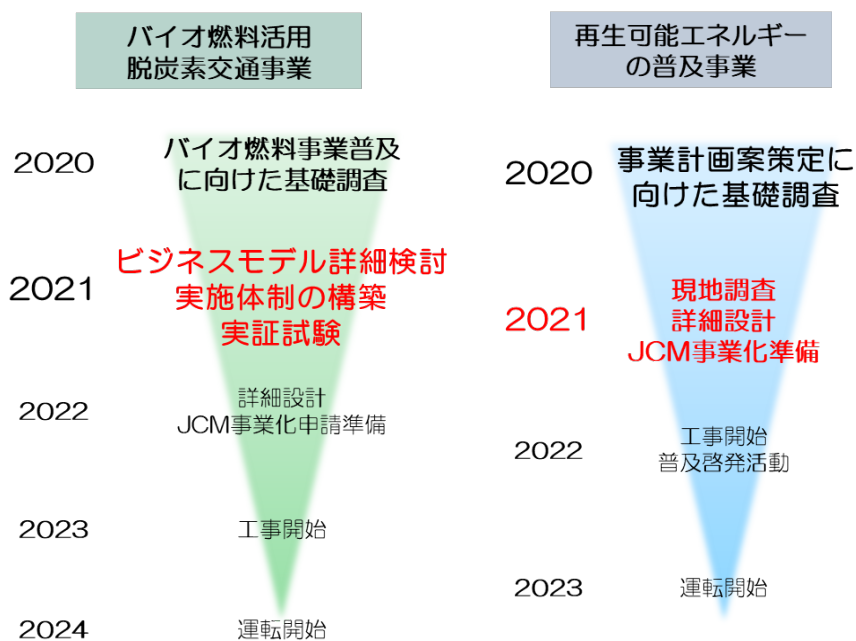 バイオ燃料活用
脱炭素交通事業
2020
バイオ燃料事業普及
に向けた基礎調査
2021
ビジネスモデル詳細検討
実施体制の構築
実証試験
2022
詳細設計
JCM事業化申請準備
2023
工事開始
2024
運転開始
再生可能エネルギー
の普及事業
2020
事業計画案策定に
向けた基礎調査
2021
現地調査
詳細設計
JCM事業化準備
2022
工事開始
普及啓発活動
2023
運転開始